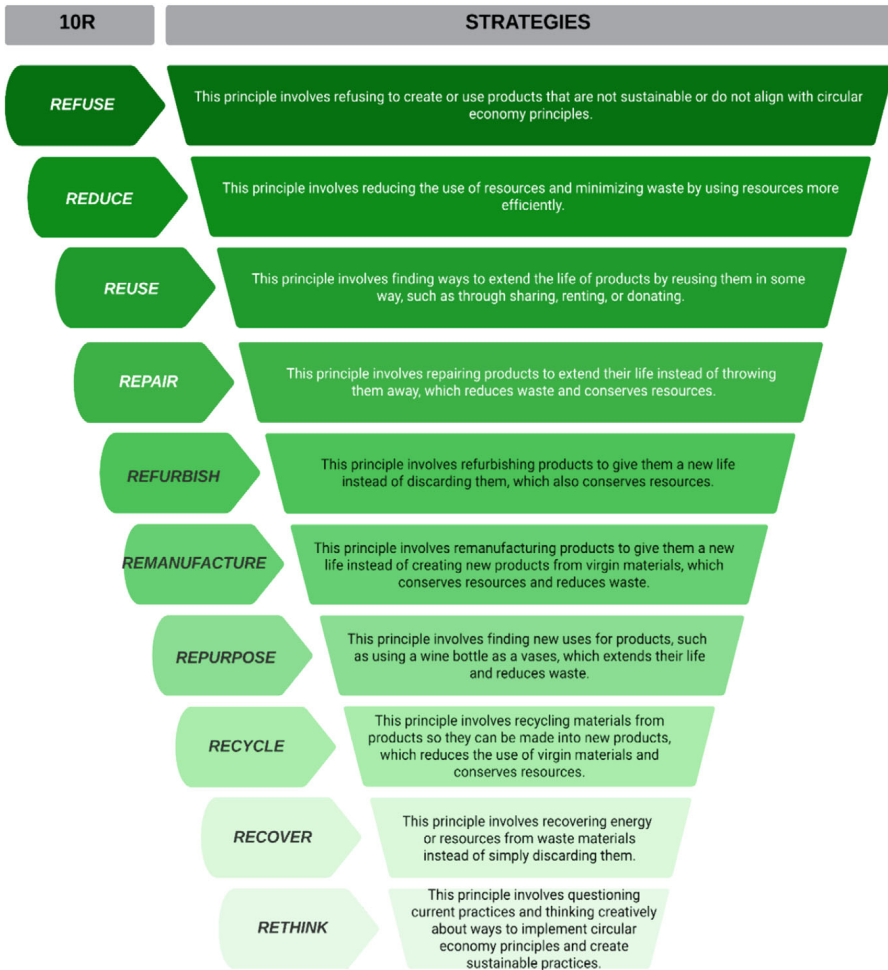 10R
STRATEGIES
REFUSE
This principle involves refusing to create or use products that are not sustainable or do not align with circular
economy principles.
REDUCE
This principle involves reducing the use of resources and minimizing waste by using resources more
efficiently.
REUSE
This principle involves finding ways to extend the life of products by reusing them in some
way, such as through sharing, renting, or donating.
REPAIR
This principle involves repairing products to extend their life instead of throwing
them away, which reduces waste and conserves resources.
REFURBISH
This principle involves refurbishing products to give them a new life
instead of discarding them, which also conserves resources.
REMANUFACTURE
This principle involves remanufacturing products to give them a new
life instead of creating new products from virgin materials, which
conserves resources and reduces waste.
REPURPOSE
This principle involves finding new uses for products, such
as using a wine bottle as a vases, which extends their life
and reduces waste.
RECYCLE
This principle involves recycling materials from
products so they can be made into new products,
which reduces the use of virgin materials and
conserves resources.
RECOVER
This principle involves recovering energy
or resources from waste materials
instead of simply discarding them.
RETHINK
This principle involves questioning
current practices and thinking creatively
about ways to implement circular
economy principles and create
sustainable practices.